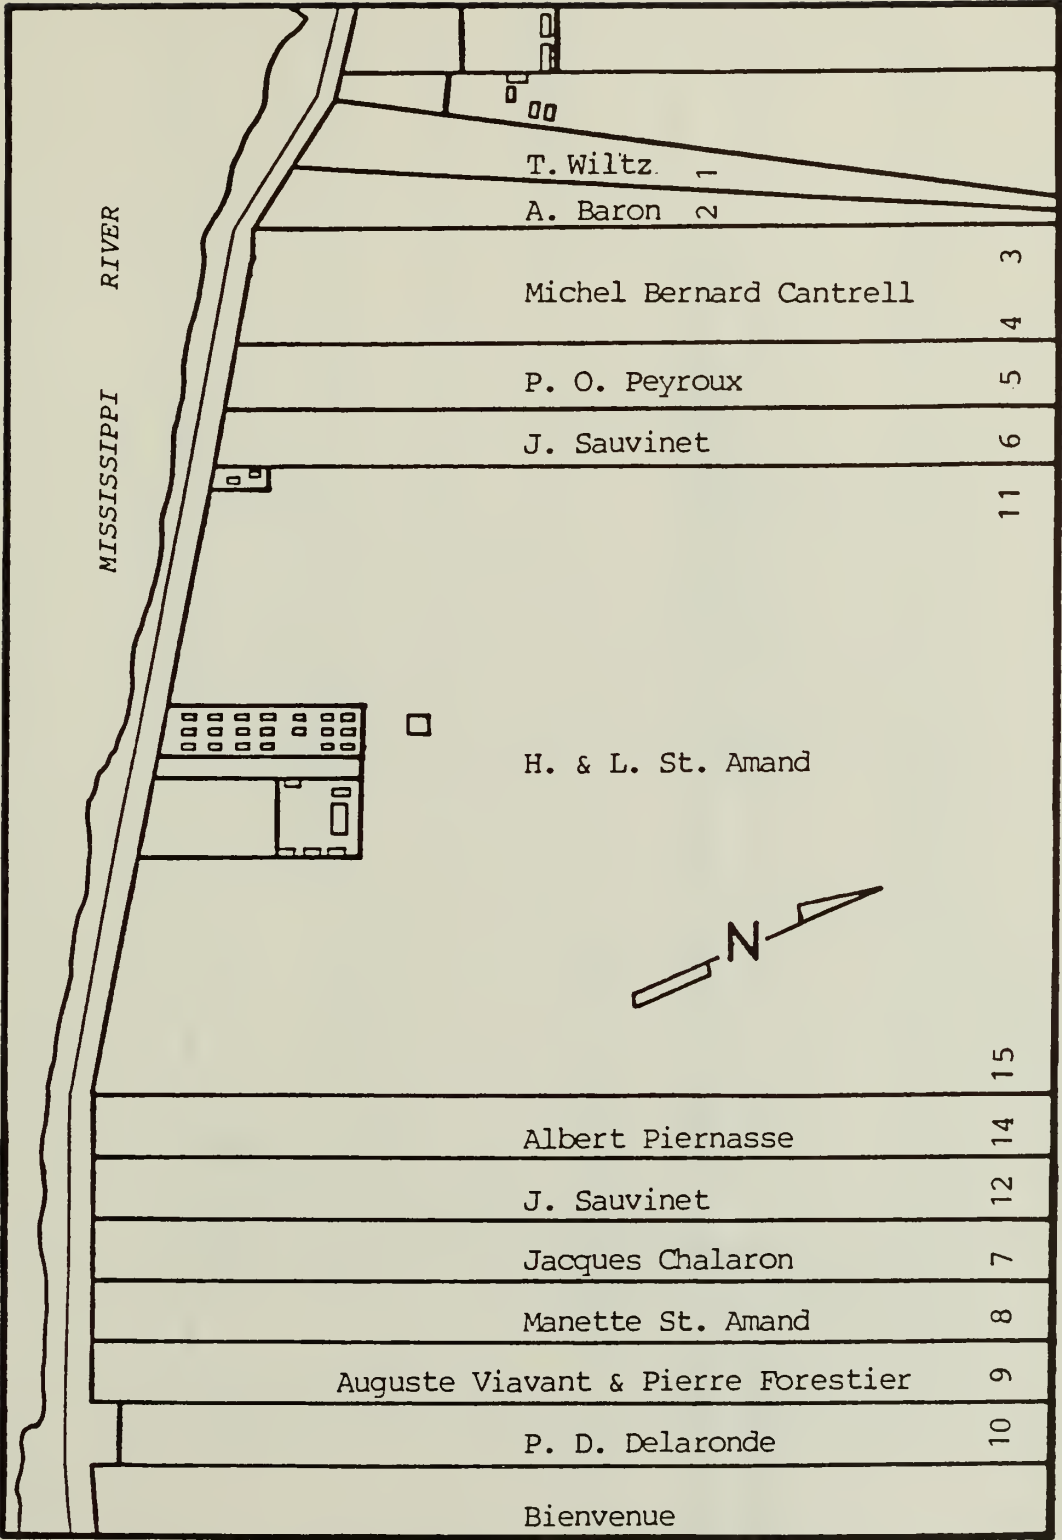 MISSISSIPPI RIVER
T. Wiltz 1
A. Baron 2
3
Michel Bernard Cantrell
4
P. O. Peyroux 5
J. Sauvinet 6
11
H. & L. St. Amand
N
15
Albert Piernasse 14
J. Sauvinet 12
Jacques Chalaron 7
Manette St. Amand 8
Auguste Viavant & Pierre Forestier 9
P. D. Delaronde 10
Bienvenue